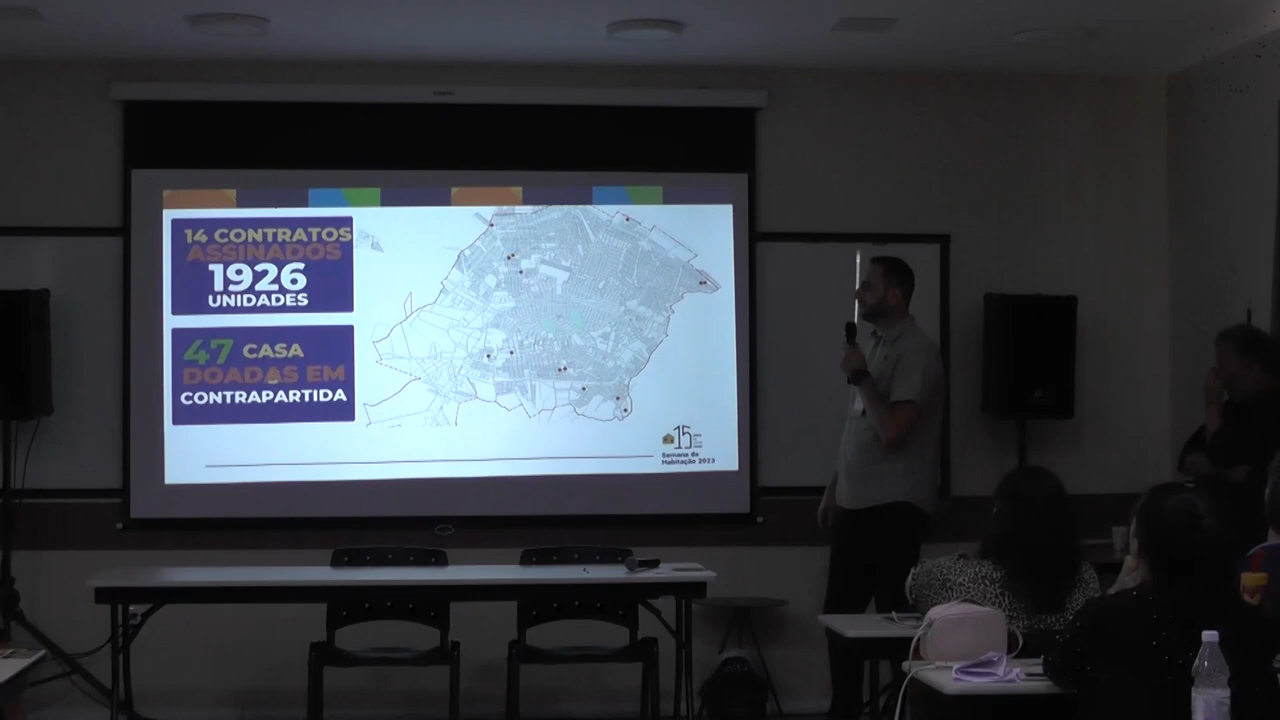 14 CONTRATOS
ASSINADOS
1926
UNIDADES
47 CASA
DOADAS EM
CONTRAPARTIDA
15
Semana da
Habitação 2023